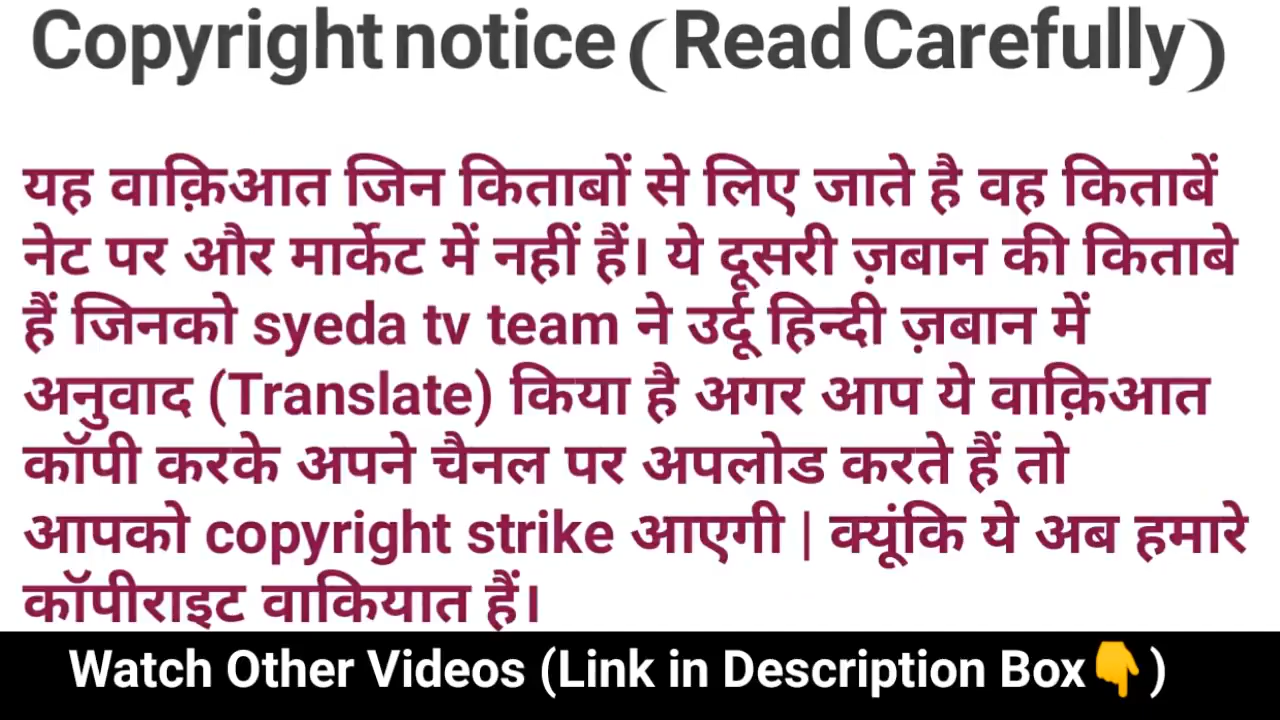 Copyright notice ( Read Carefully)
यह वाक़िआत जिन किताबों से लिए जाते है वह किताबें
नेट पर और मार्केट में नहीं हैं। ये दूसरी ज़बान की किताबे
हैं जिनको syeda tv team ने उर्दू हिन्दी ज़बान में
अनुवाद (Translate) किया है अगर आप ये वाक़िआत
कॉपी करके अपने चैनल पर अपलोड करते हैं तो
आपको copyright strike आएगी | क्यूंकि ये अब हमारे
कॉपीराइट वाकियात हैं।
Watch Other Videos (Link in Description Box👇)